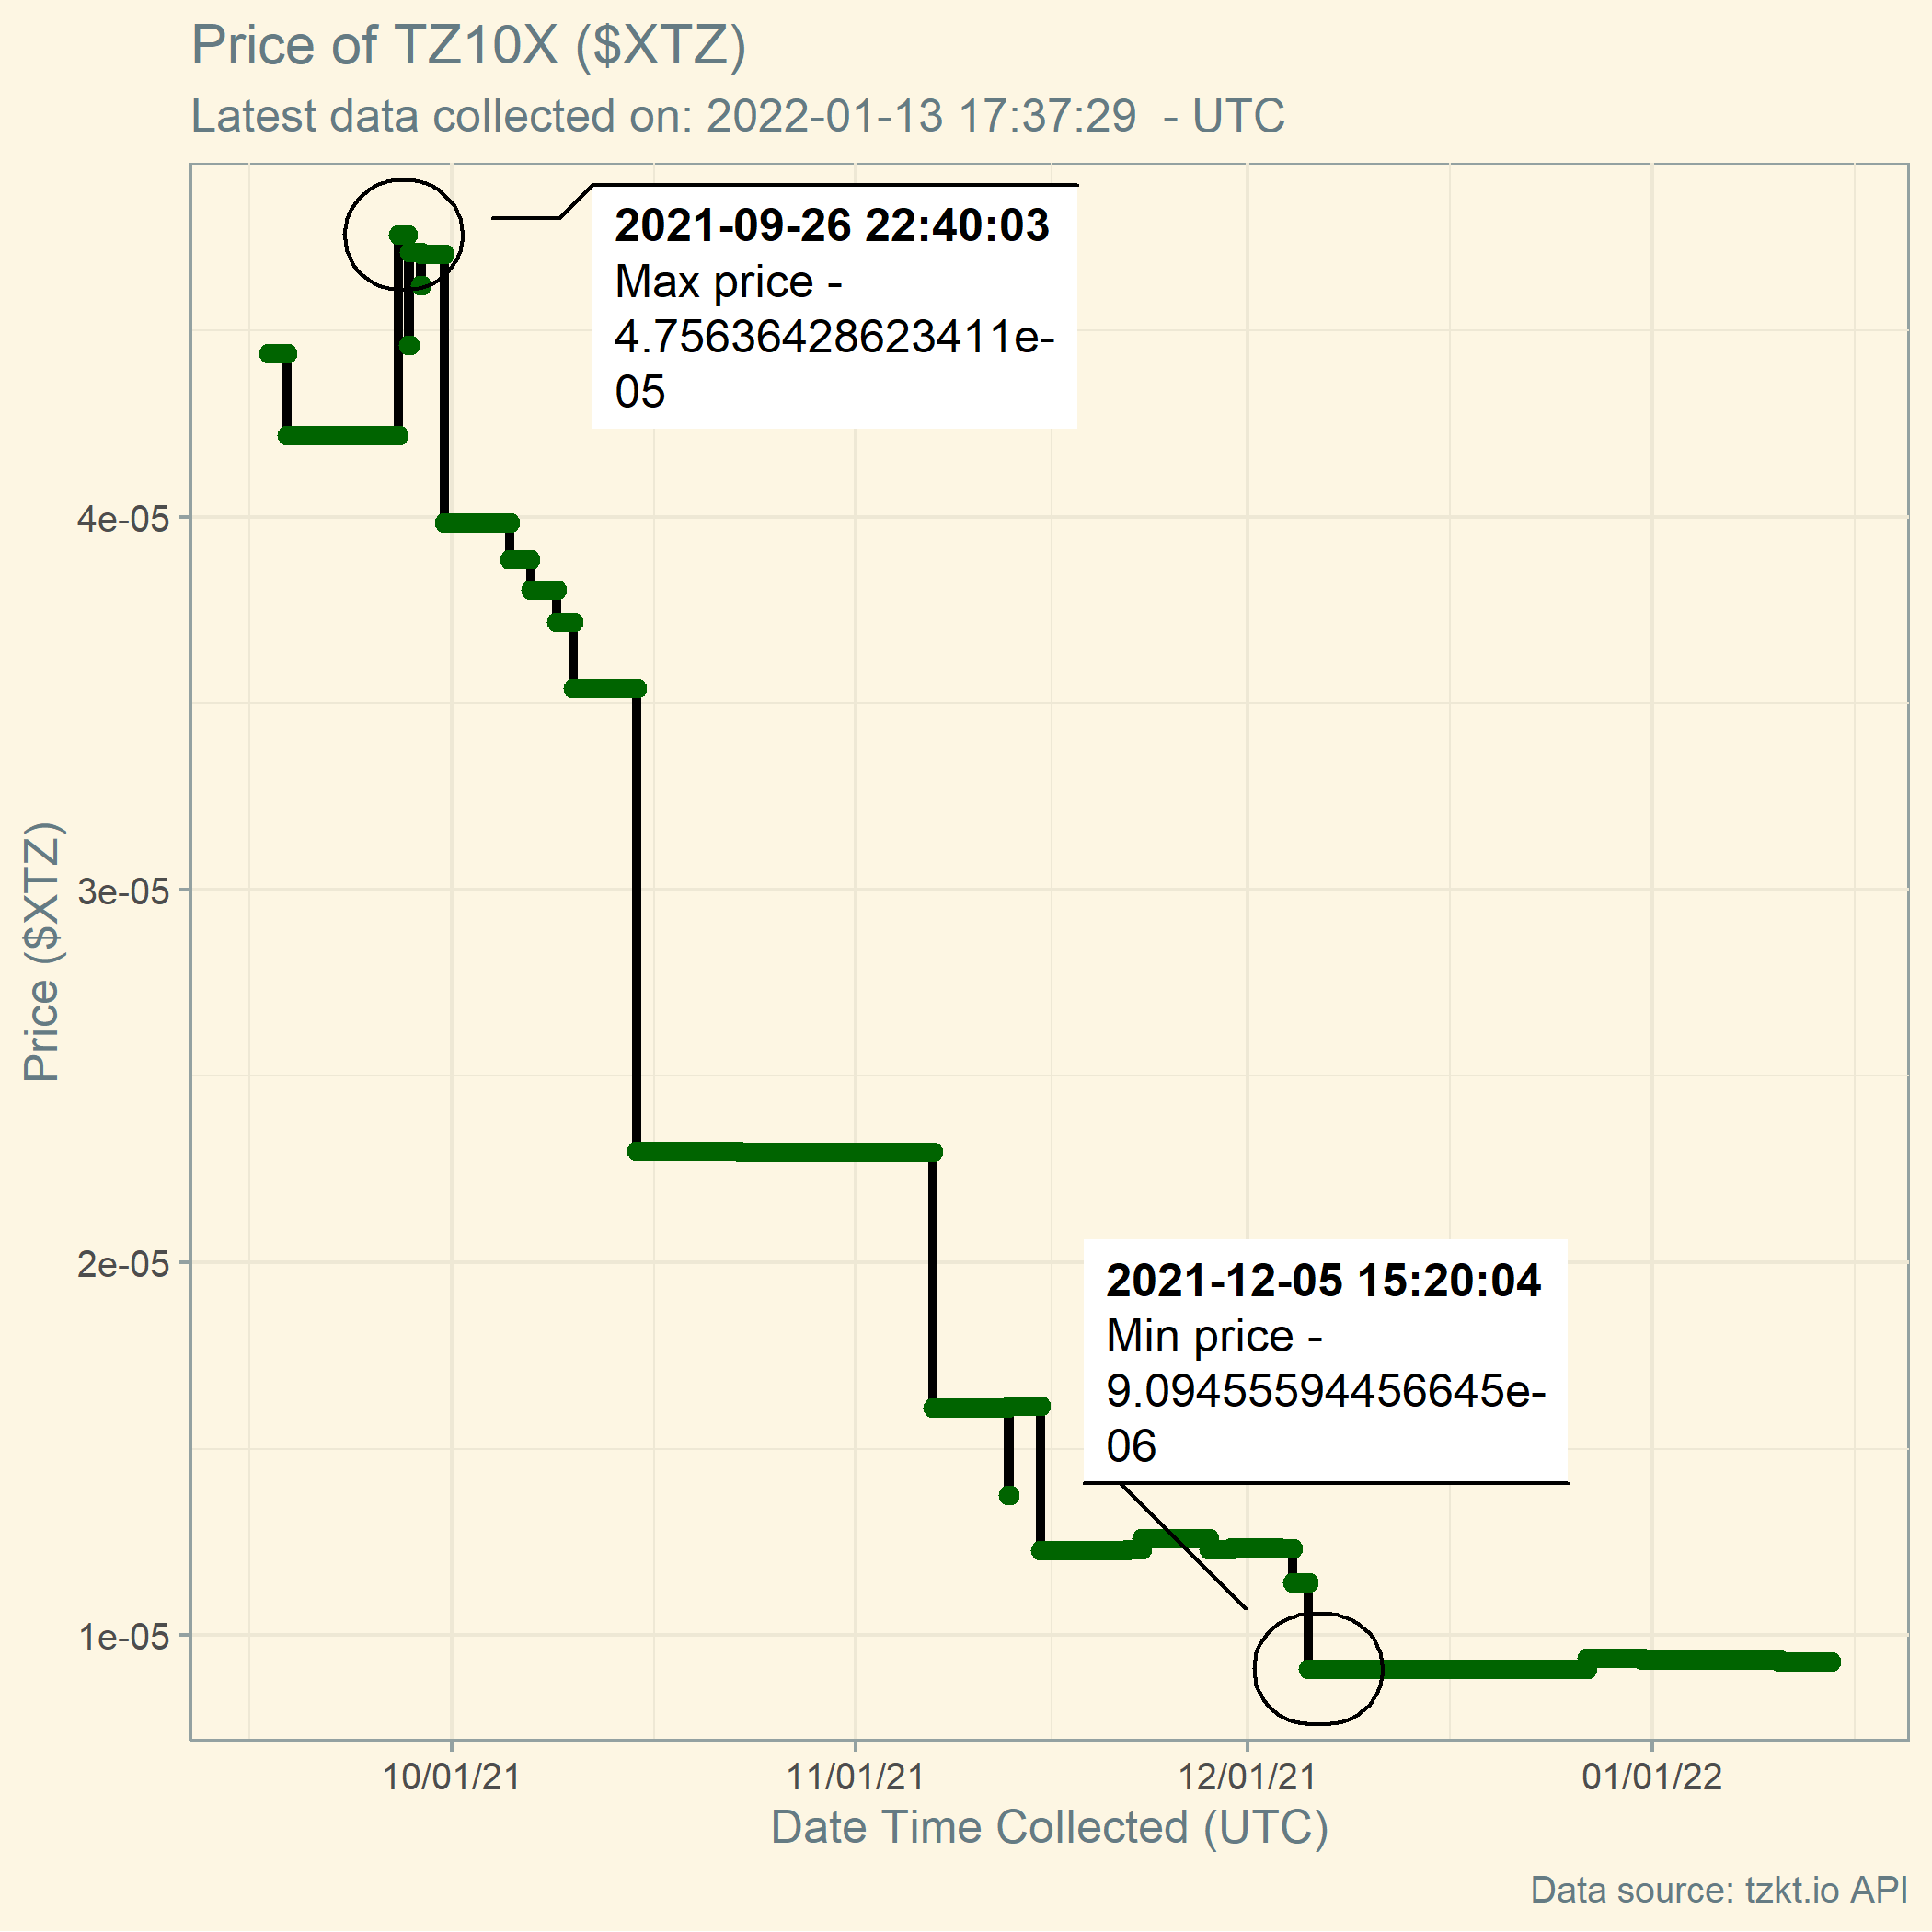 Price of TZ10X ($XTZ)
Latest data collected on: 2022-01-13 17:37:29  - UTC
2021-09-26 22:40:03
Max price -
4.75636428623411e-
05
4e-05
3e-05
2e-05
1e-05
Price ($XTZ)
2021-12-05 15:20:04
Min price -
9.09455594456645e-
06
10/01/21
11/01/21
12/01/21
01/01/22
Date Time Collected (UTC)
Data source: tzkt.io API